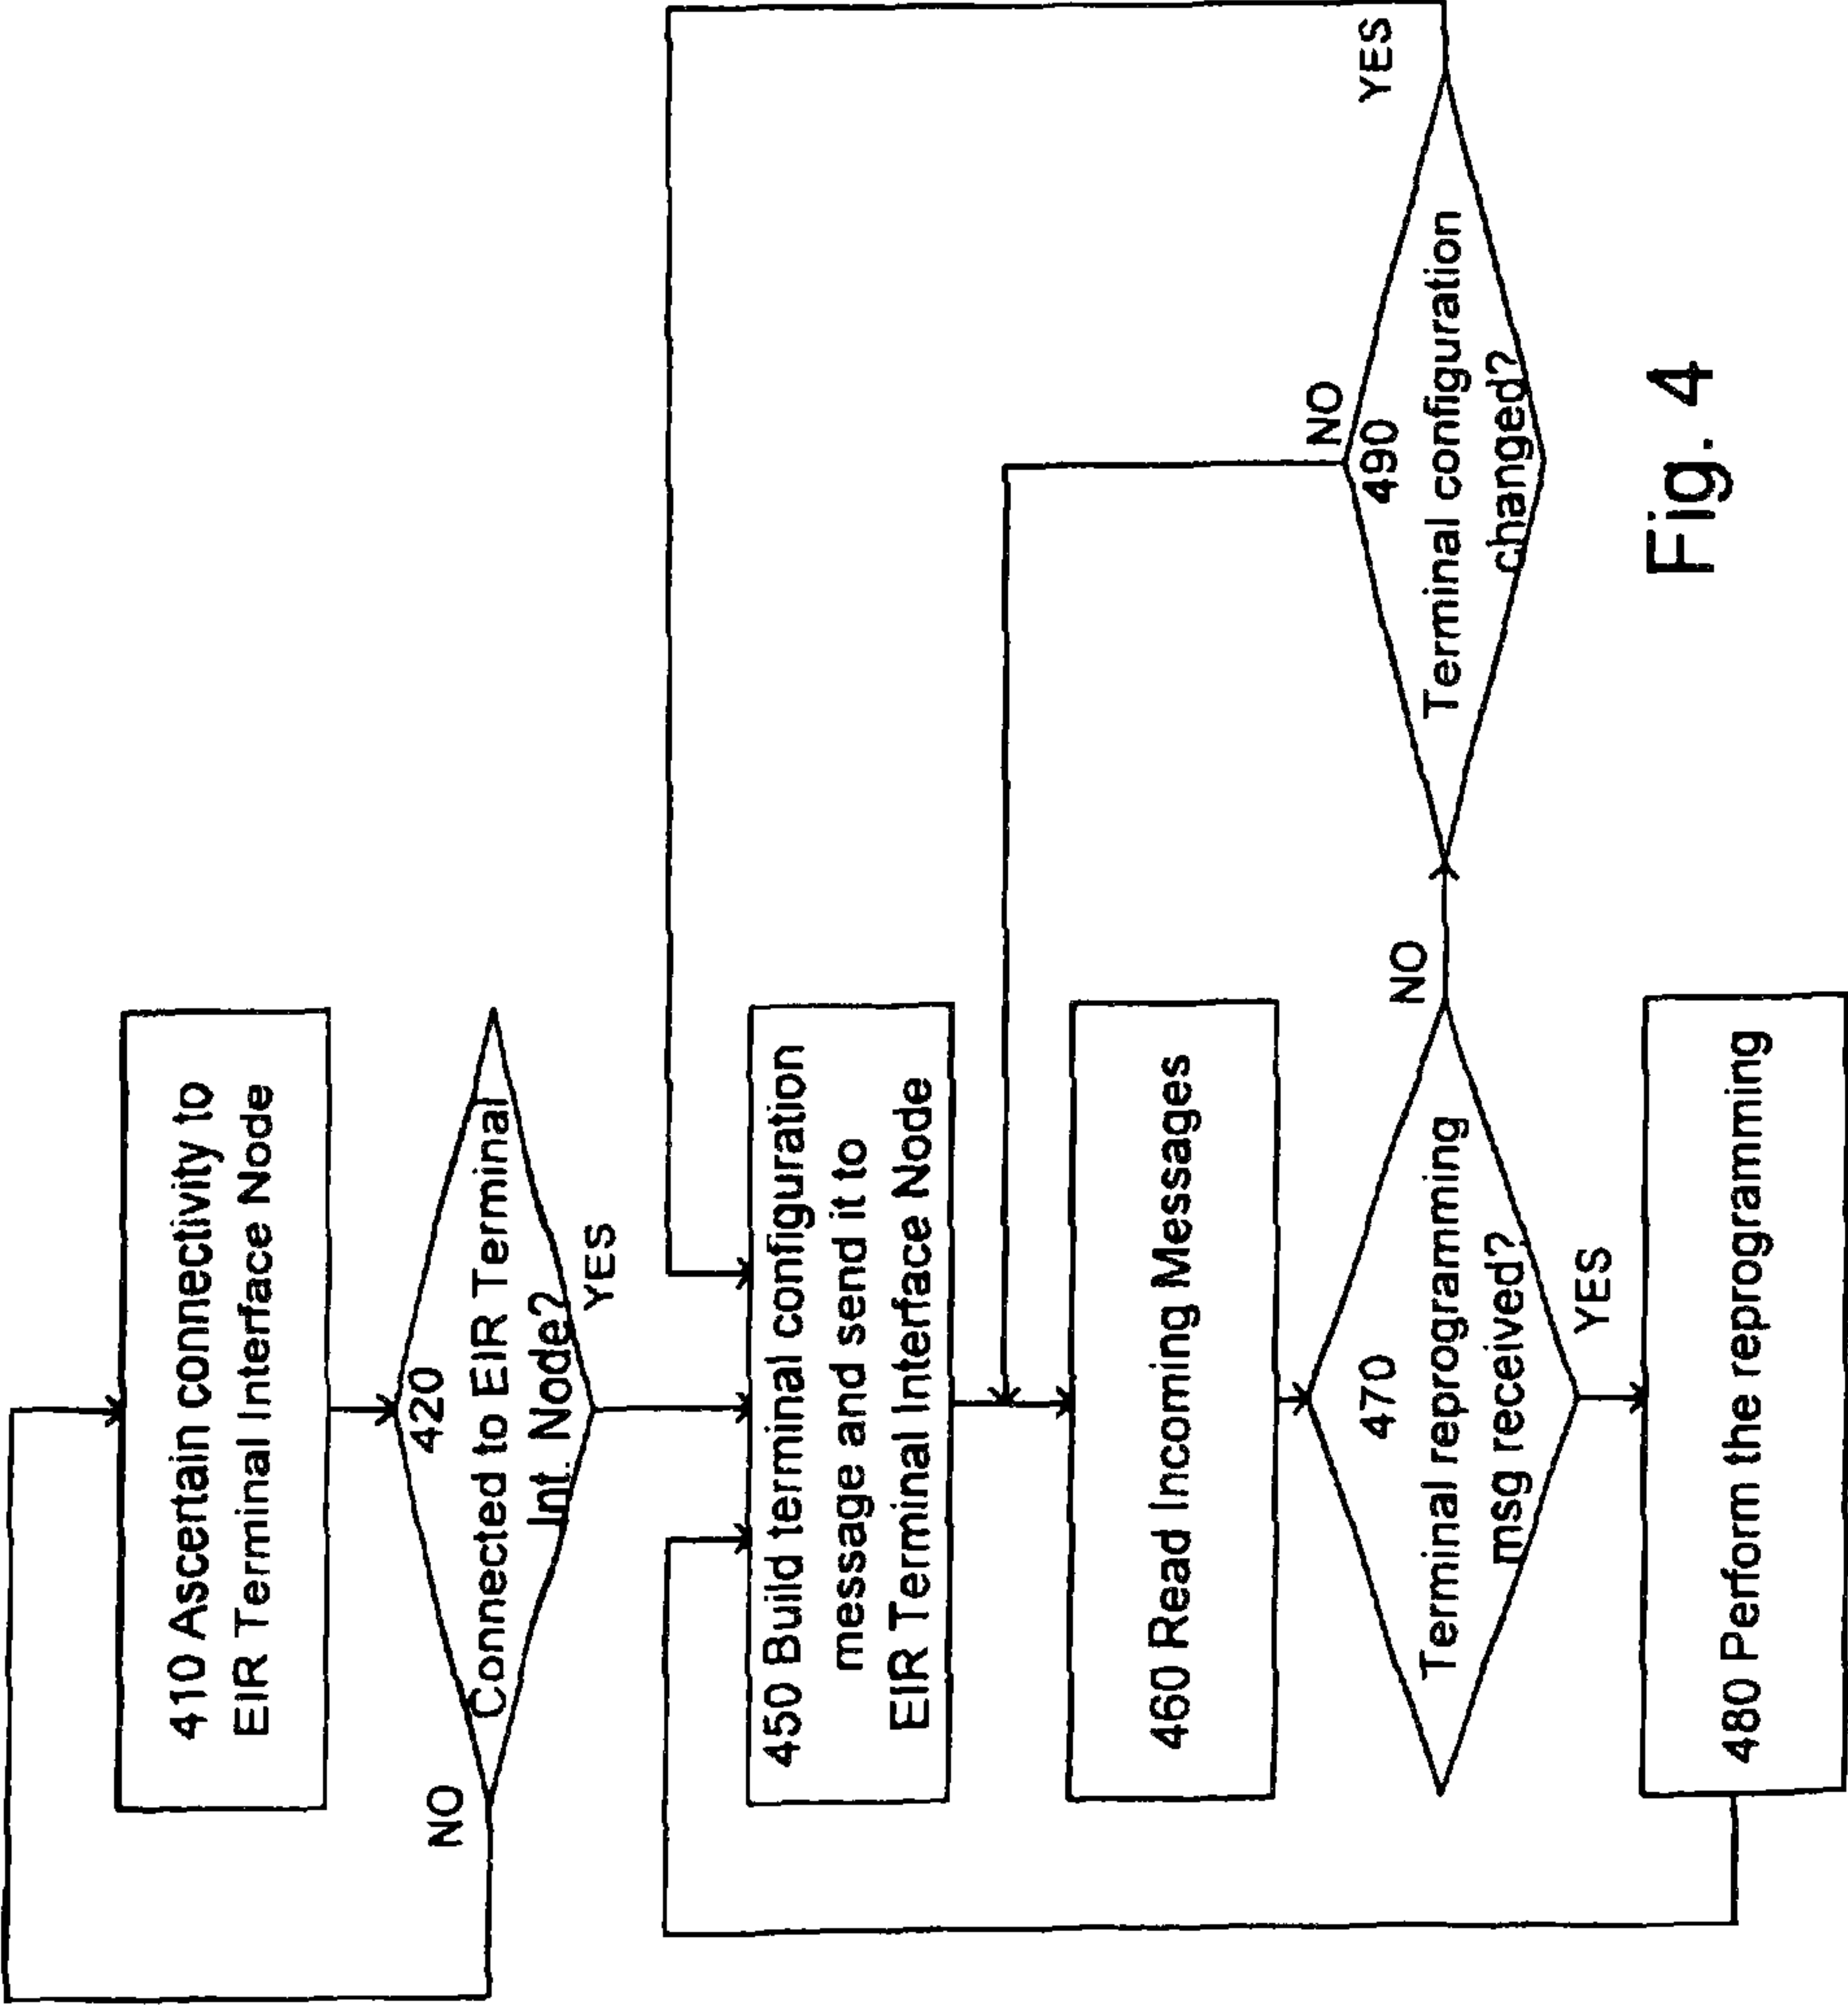 410 Ascertain connectivity to
EIR Terminal Interface Node
420
Connected to EIR Terminal
Int. Node?
NO
YES
450 Build terminal configuration
message and send it to
EIR Terminal Interface Node
460 Read Incoming Messages
470
Terminal reprogramming
msg received?
NO
YES
480 Perform the reprogramming
490
Terminal configuration
changed?
NO
YES
Fig. 4